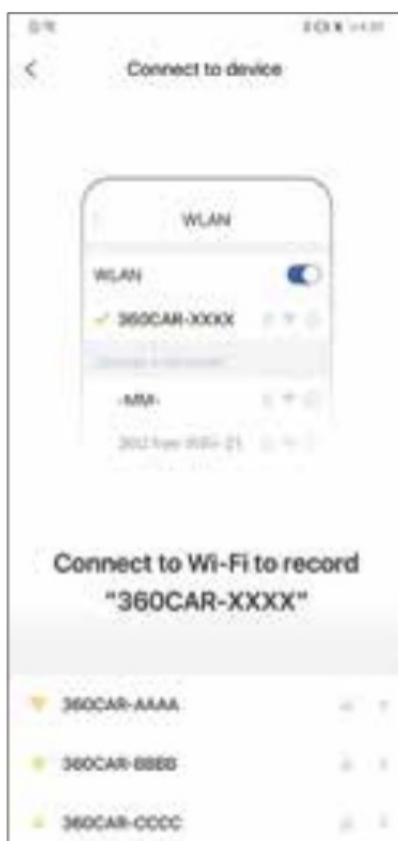 Connect to device
WLAN
WLAN
360CAR-XXXX
-MM-
Connect to Wi-Fi to record
"360CAR-XXXX"
360CAR-AAAA
360CAR-BBBB
360CAR-CCCC